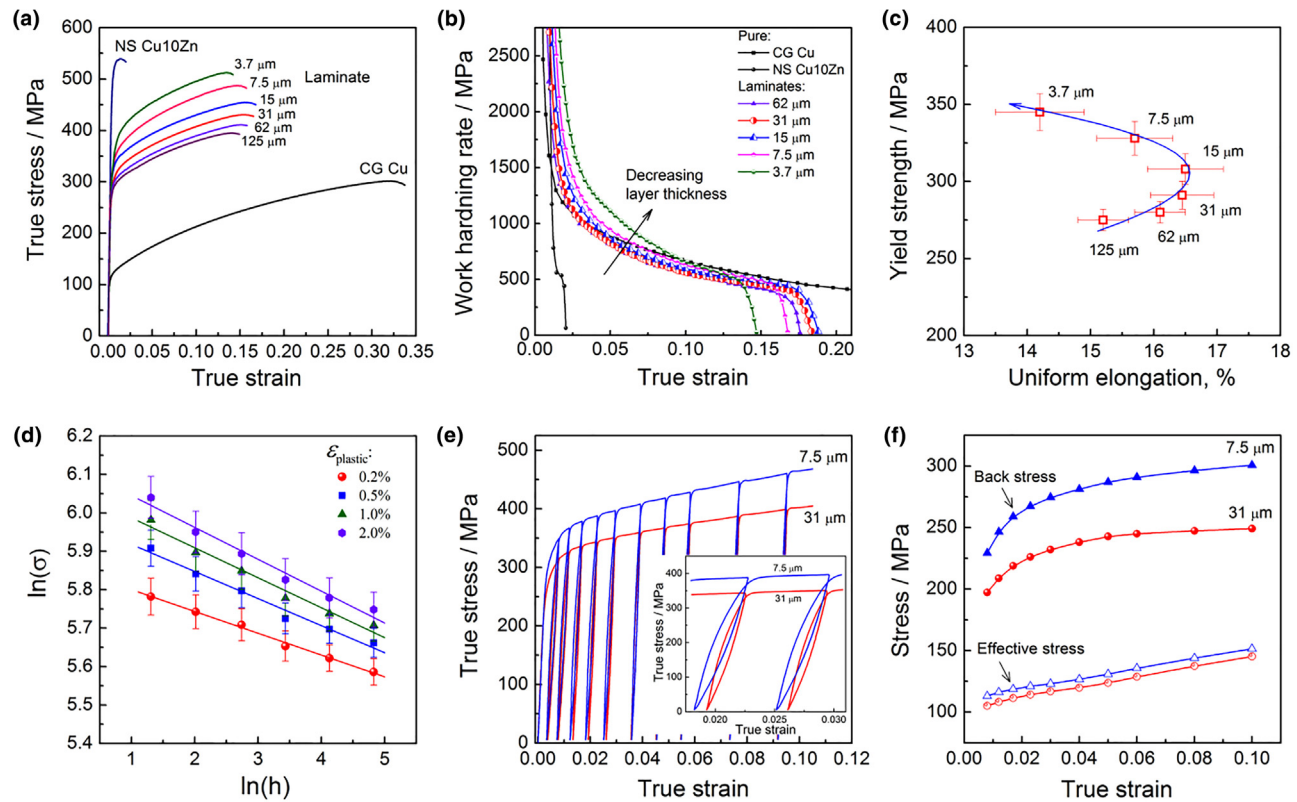 (a)
True stress / MPa
600
500
400
300
200
100
0
NS Cu10Zn
3.7 μm
Laminate
7.5 μm
15 μm
31 μm
62 μm
125 μm
CG Cu
0.00 0.05 0.10 0.15 0.20 0.25 0.30 0.35
True strain
(b)
Work hardning rate / MPa
2500
2000
1500
1000
500
0
Pure:
CG Cu
NS Cu10Zn
Laminates:
62 μm
31 μm
15 μm
7.5 μm
3.7 μm
Decreasing
layer thickness
0.00 0.05 0.10 0.15 0.20
True strain
(c)
Yield strength / MPa
400
350
300
250
200
3.7 μm
7.5 μm
15 μm
31 μm
62 μm
125 μm
13 14 15 16 17 18
Uniform elongation, %
(d)
ln(σ)
6.2
6.1
6.0
5.9
5.8
5.7
5.6
5.5
5.4
εplastic:
0.2%
0.5%
1.0%
2.0%
1 2 3 4 5
ln(h)
(e)
True stress / MPa
500
400
300
200
100
0
7.5 μm
31 μm
True stress / MPa
400
300
200
100
0
7.5 μm
31 μm
0.020 0.025 0.030
True strain
0.00 0.02 0.04 0.06 0.08 0.10 0.12
True strain
(f)
Stress / MPa
300
250
200
150
100
7.5 μm
Back stress
31 μm
Effective stress
0.00 0.02 0.04 0.06 0.08 0.10
True strain